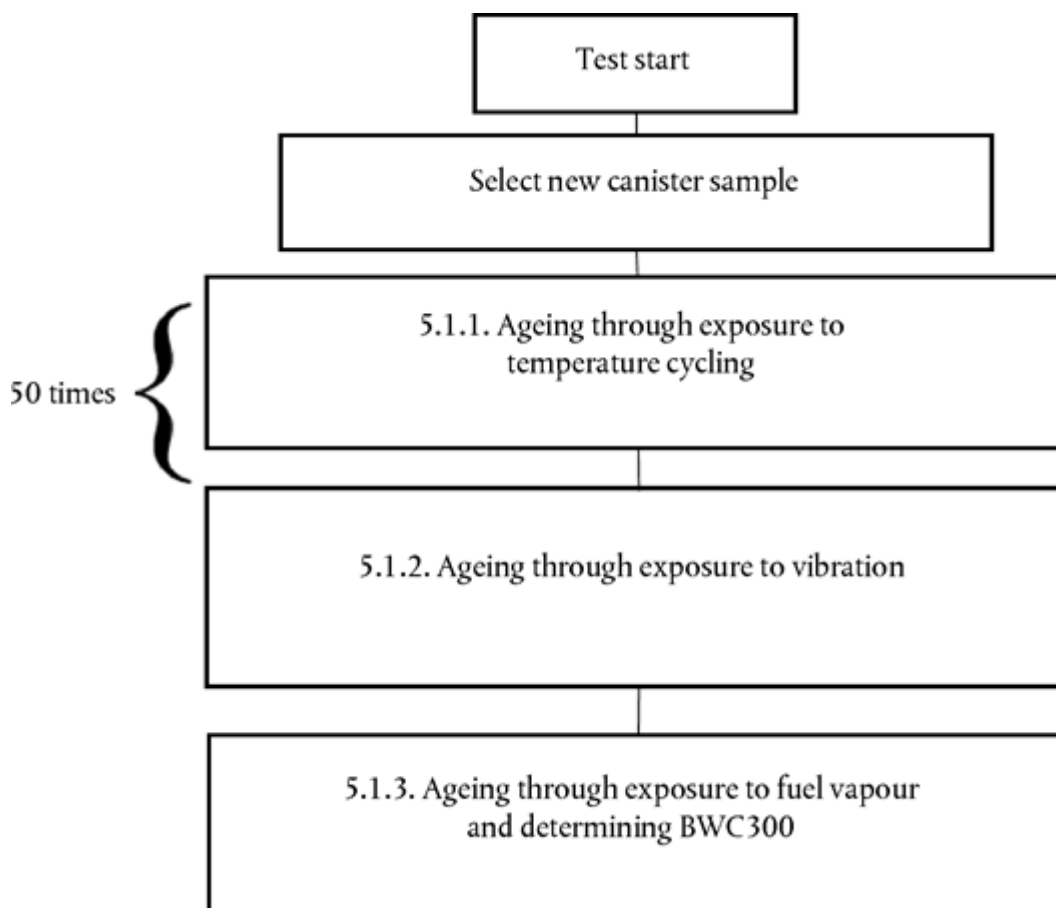 Test start
Select new canister sample
5.1.1. Ageing through exposure to
temperature cycling
50 times
5.1.2. Ageing through exposure to vibration
5.1.3. Ageing through exposure to fuel vapour
and determining BWC300